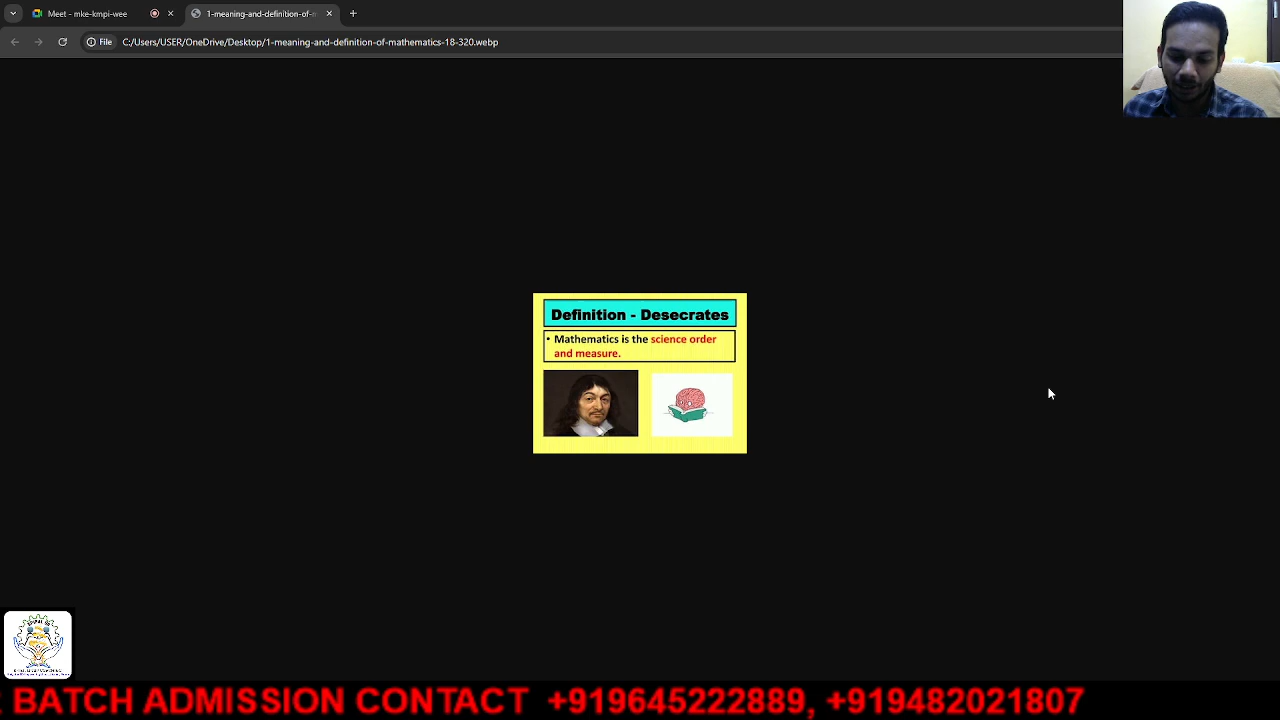 Meet - mke-kmpi-wee
1-meaning-and-definition-of-m
File
C:/Users/USER/OneDrive/Desktop/1-meaning-and-definition-of-mathematics-18-320.webp
Definition - Desecrates
• Mathematics is the science order
and measure.
BATCH ADMISSION CONTACT +919645222889, +919482021807